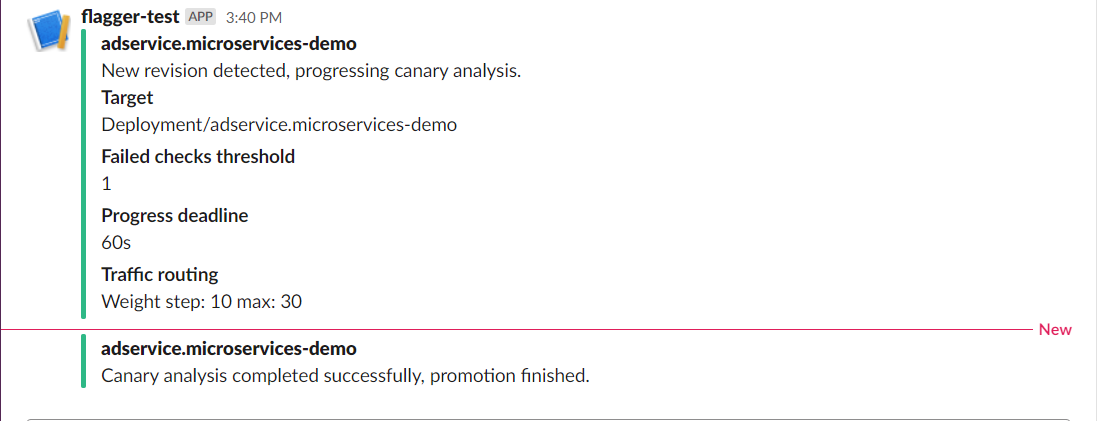 flagger-test APP 3:40 PM
adservice.microservices-demo
New revision detected, progressing canary analysis.
Target
Deployment/adservice.microservices-demo
Failed checks threshold
1
Progress deadline
60s
Traffic routing
Weight step: 10 max: 30
New
adservice.microservices-demo
Canary analysis completed successfully, promotion finished.